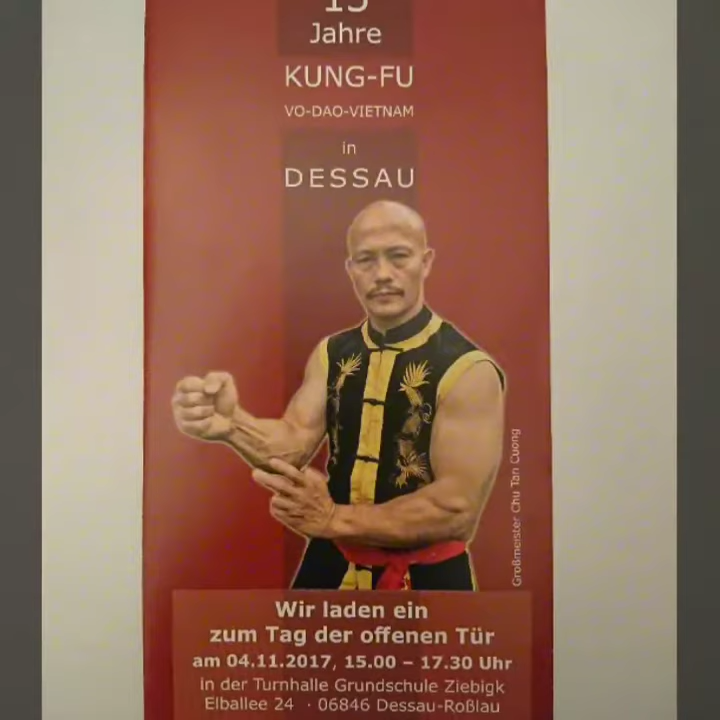 15
Jahre
KUNG-FU
VO-DAO-VIETNAM
in
DESSAU
Großmeister Chu Tan Cuong
Wir laden ein
zum Tag der offenen Tür
am 04.11.2017, 15.00 – 17.30 Uhr
in der Turnhalle Grundschule Ziebigk
Elballee 24 · 06846 Dessau-Roßlau